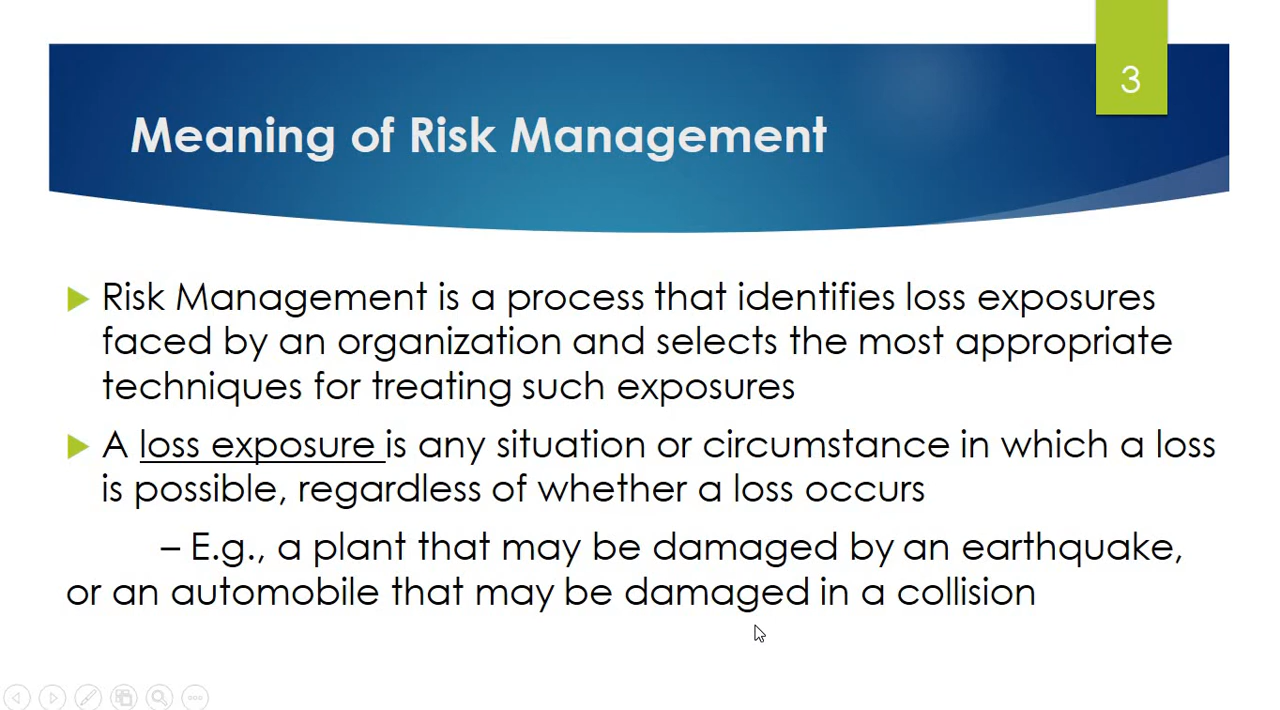 3
Meaning of Risk Management
Risk Management is a process that identifies loss exposures
faced by an organization and selects the most appropriate
techniques for treating such exposures
A loss exposure is any situation or circumstance in which a loss
is possible, regardless of whether a loss occurs
– E.g., a plant that may be damaged by an earthquake,
or an automobile that may be damaged in a collision